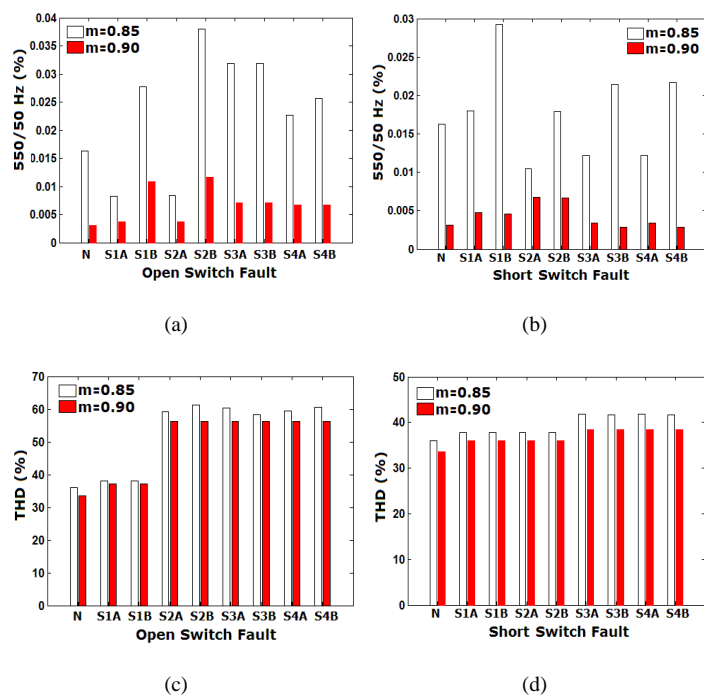 0.04
0.035
0.03
0.025
0.02
0.015
0.01
0.005
0
550/50 Hz (%)
m=0.85
m=0.90
N S1A S1B S2A S2B S3A S3B S4A S4B
Open Switch Fault
(a)
0.03
0.025
0.02
0.015
0.01
0.005
0
550/50 Hz (%)
m=0.85
m=0.90
N S1A S1B S2A S2B S3A S3B S4A S4B
Short Switch Fault
(b)
70
60
50
40
30
20
10
0
THD (%)
m=0.85
m=0.90
N S1A S1B S2A S2B S3A S3B S4A S4B
Open Switch Fault
(c)
50
40
30
20
10
0
THD (%)
m=0.85
m=0.90
N S1A S1B S2A S2B S3A S3B S4A S4B
Short Switch Fault
(d)